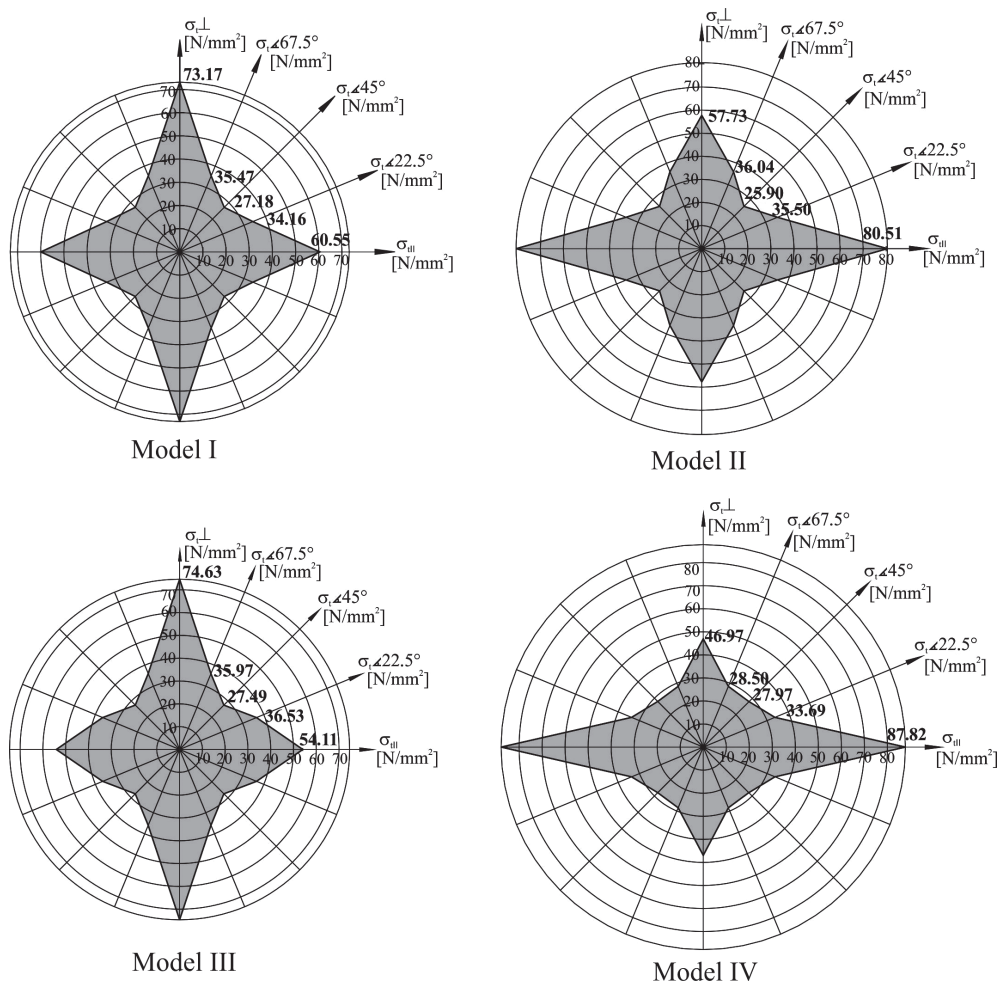 σt⊥
[N/mm²]
σt∡67.5°
[N/mm²]
σt∡45°
[N/mm²]
σt∡22.5°
[N/mm²]
σtII
[N/mm²]
73.17
35.47
27.18
34.16
60.55
70
60
50
40
30
20
10
10 20 30 40 50 60 70
Model I
σt⊥
[N/mm²]
σt∡67.5°
[N/mm²]
σt∡45°
[N/mm²]
σt∡22.5°
[N/mm²]
σtII
[N/mm²]
57.73
36.04
25.90
35.50
80.51
80
70
60
50
40
30
20
10
10 20 30 40 50 60 70 80
Model II
σt⊥
[N/mm²]
σt∡67.5°
[N/mm²]
σt∡45°
[N/mm²]
σt∡22.5°
[N/mm²]
σtII
[N/mm²]
74.63
35.97
27.49
36.53
54.11
70
60
50
40
30
20
10
10 20 30 40 50 60 70
Model III
σt⊥
[N/mm²]
σt∡67.5°
[N/mm²]
σt∡45°
[N/mm²]
σt∡22.5°
[N/mm²]
σtII
[N/mm²]
46.97
28.50
27.97
33.69
87.82
80
70
60
50
40
30
20
10
10 20 30 40 50 60 70 80
Model IV